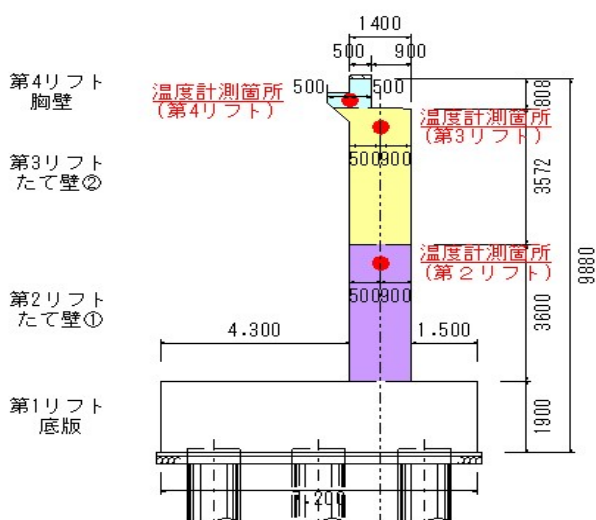 1400
500 900
第4リフト
胸壁
500 500
温度計測箇所
(第4リフト)
808
温度計測箇所
(第3リフト)
第3リフト
たて壁②
500 900
3572
温度計測箇所
(第２リフト)
9880
500 900
第2リフト
たて壁①
3600
4.300
1.500
第1リフト
底版
1900
7.200